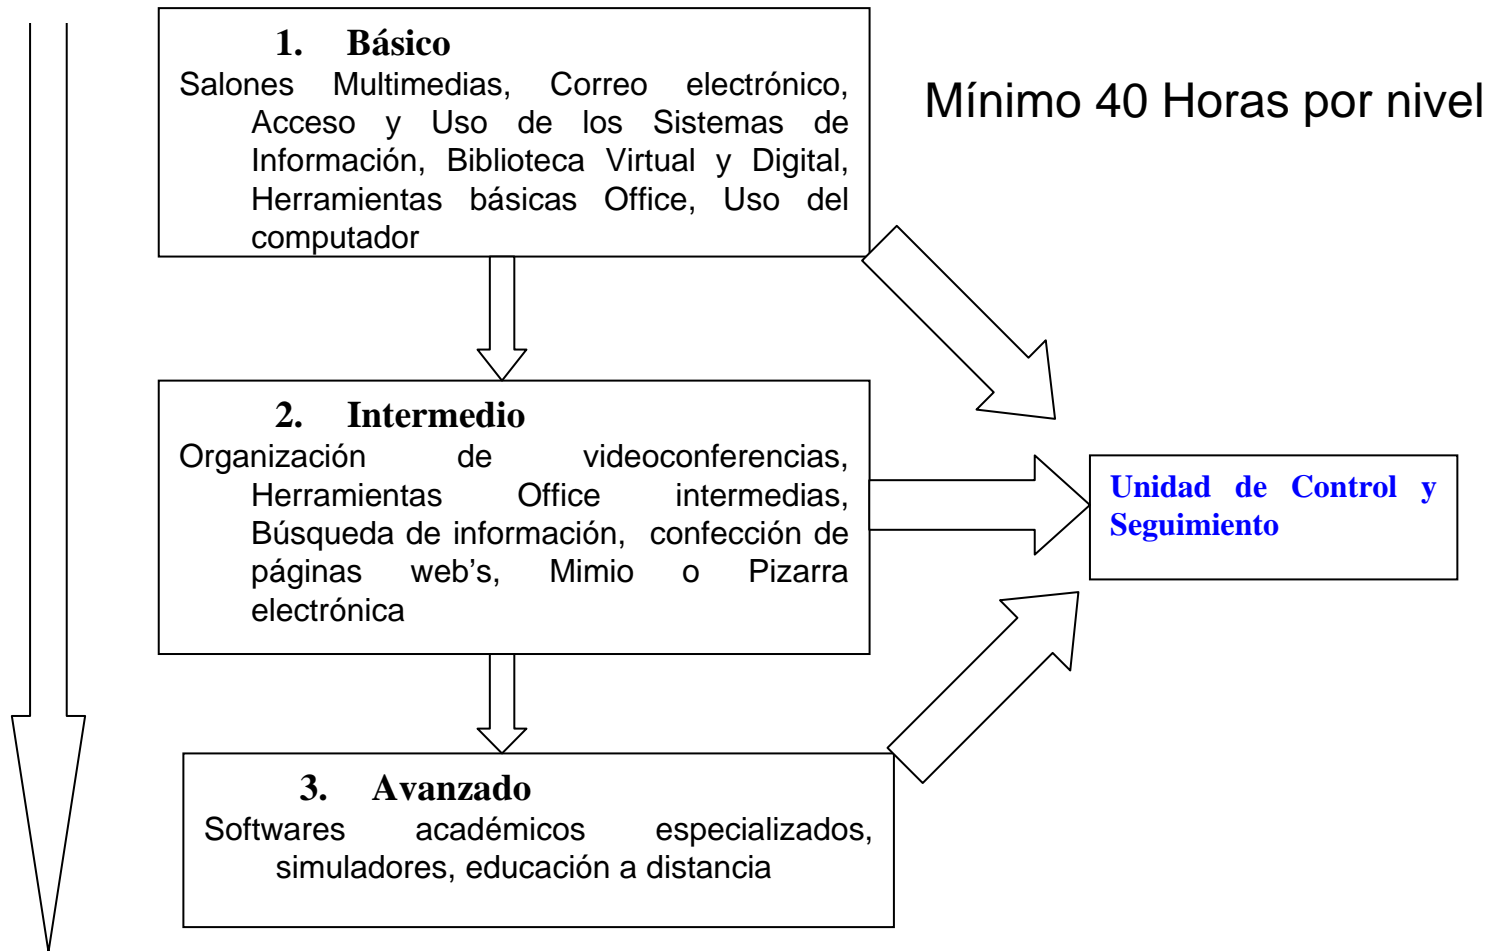 1. Básico
Salones Multimedias, Correo electrónico,
Acceso y Uso de los Sistemas de
Información, Biblioteca Virtual y Digital,
Herramientas básicas Office, Uso del
computador
Mínimo 40 Horas por nivel
2. Intermedio
Organización de videoconferencias,
Herramientas Office intermedias,
Búsqueda de información, confección de
páginas web’s, Mimio o Pizarra
electrónica
Unidad de Control y
Seguimiento
3. Avanzado
Softwares académicos especializados,
simuladores, educación a distancia